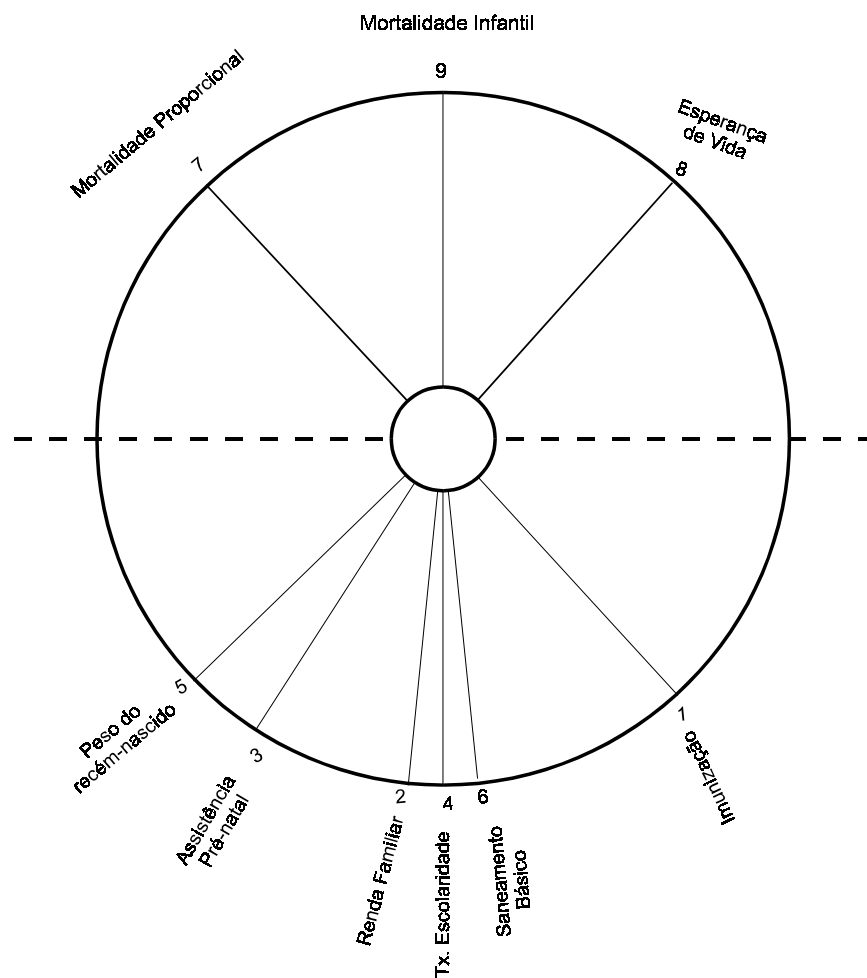 Mortalidade Infantil
9
Mortalidade Proporcional
7
Esperança
de Vida
8
5
Peso do
recém-nascido
3
Assistência
Pré-natal
2
Renda Familiar
4
Tx. Escolaridade
6
Saneamento
Básico
1
Imunização